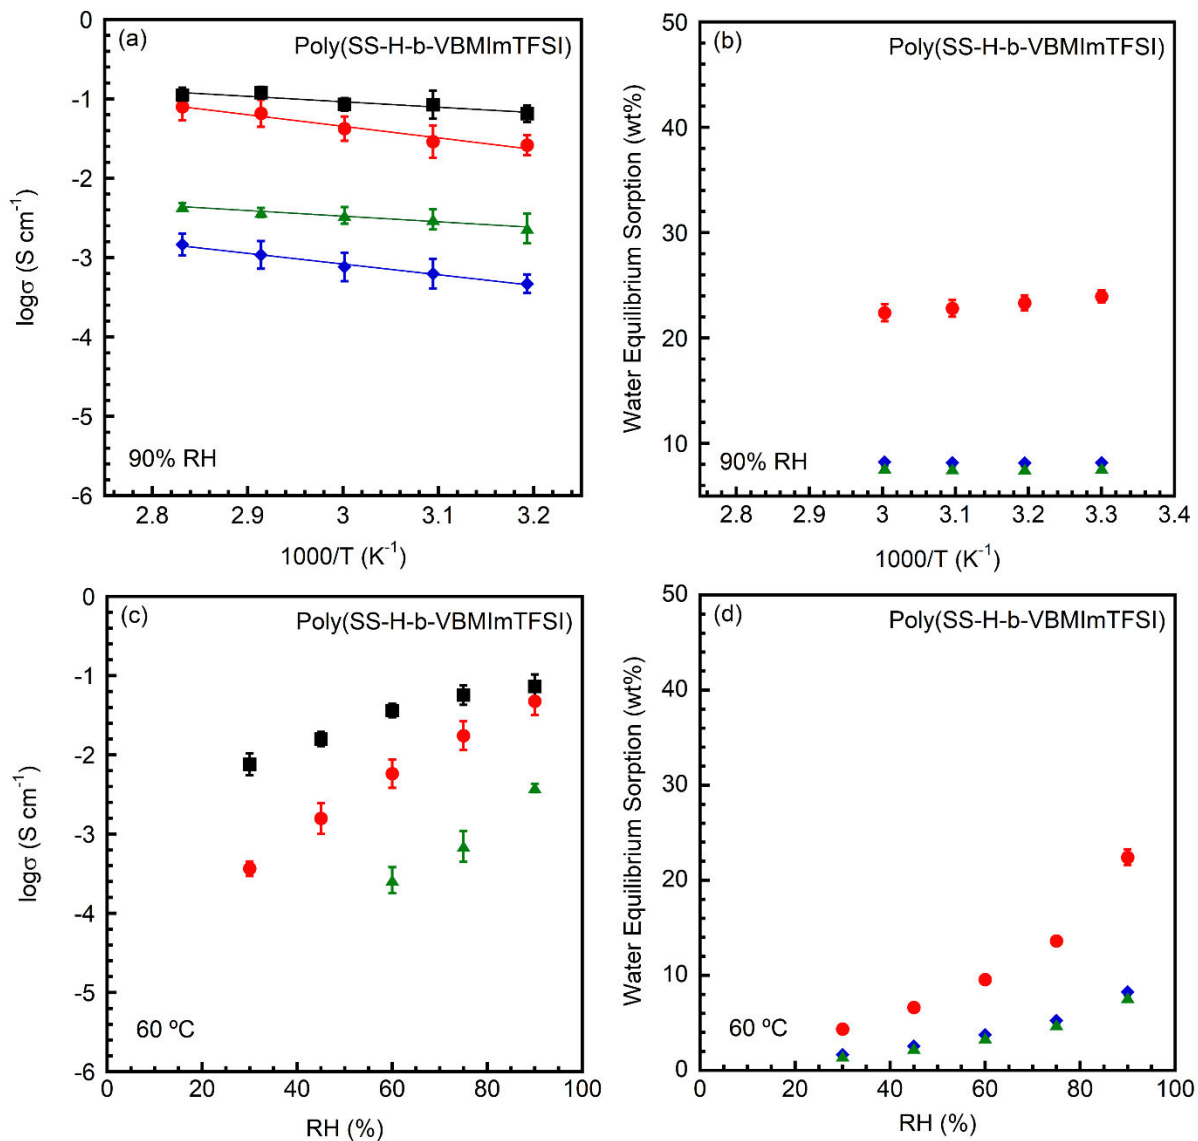 (a)
Poly(SS-H-b-VBMImTFSI)
0
-1
-2
-3
-4
-5
-6
logσ (S cm⁻¹)
90% RH
2.8 2.9 3 3.1 3.2
1000/T (K⁻¹)
(b)
Poly(SS-H-b-VBMImTFSI)
50
40
30
20
10
Water Equilibrium Sorption (wt%)
90% RH
2.8 2.9 3 3.1 3.2 3.3 3.4
1000/T (K⁻¹)
(c)
Poly(SS-H-b-VBMImTFSI)
0
-1
-2
-3
-4
-5
-6
logσ (S cm⁻¹)
60 ºC
0 20 40 60 80 100
RH (%)
(d)
Poly(SS-H-b-VBMImTFSI)
50
40
30
20
10
0
Water Equilibrium Sorption (wt%)
60 ºC
0 20 40 60 80 100
RH (%)